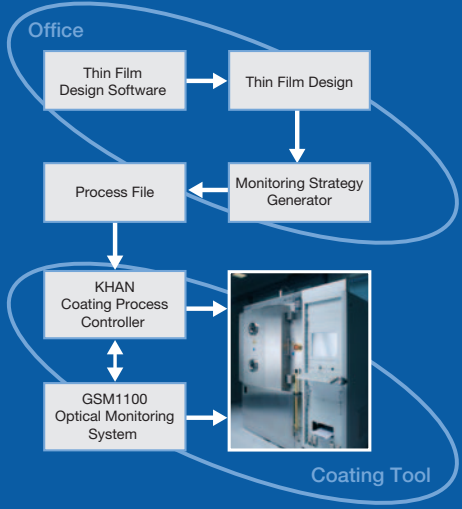 Office
Thin Film
Design Software
Thin Film Design
Process File
Monitoring Strategy
Generator
KHAN
Coating Process
Controller
GSM1100
Optical Monitoring
System
Coating Tool